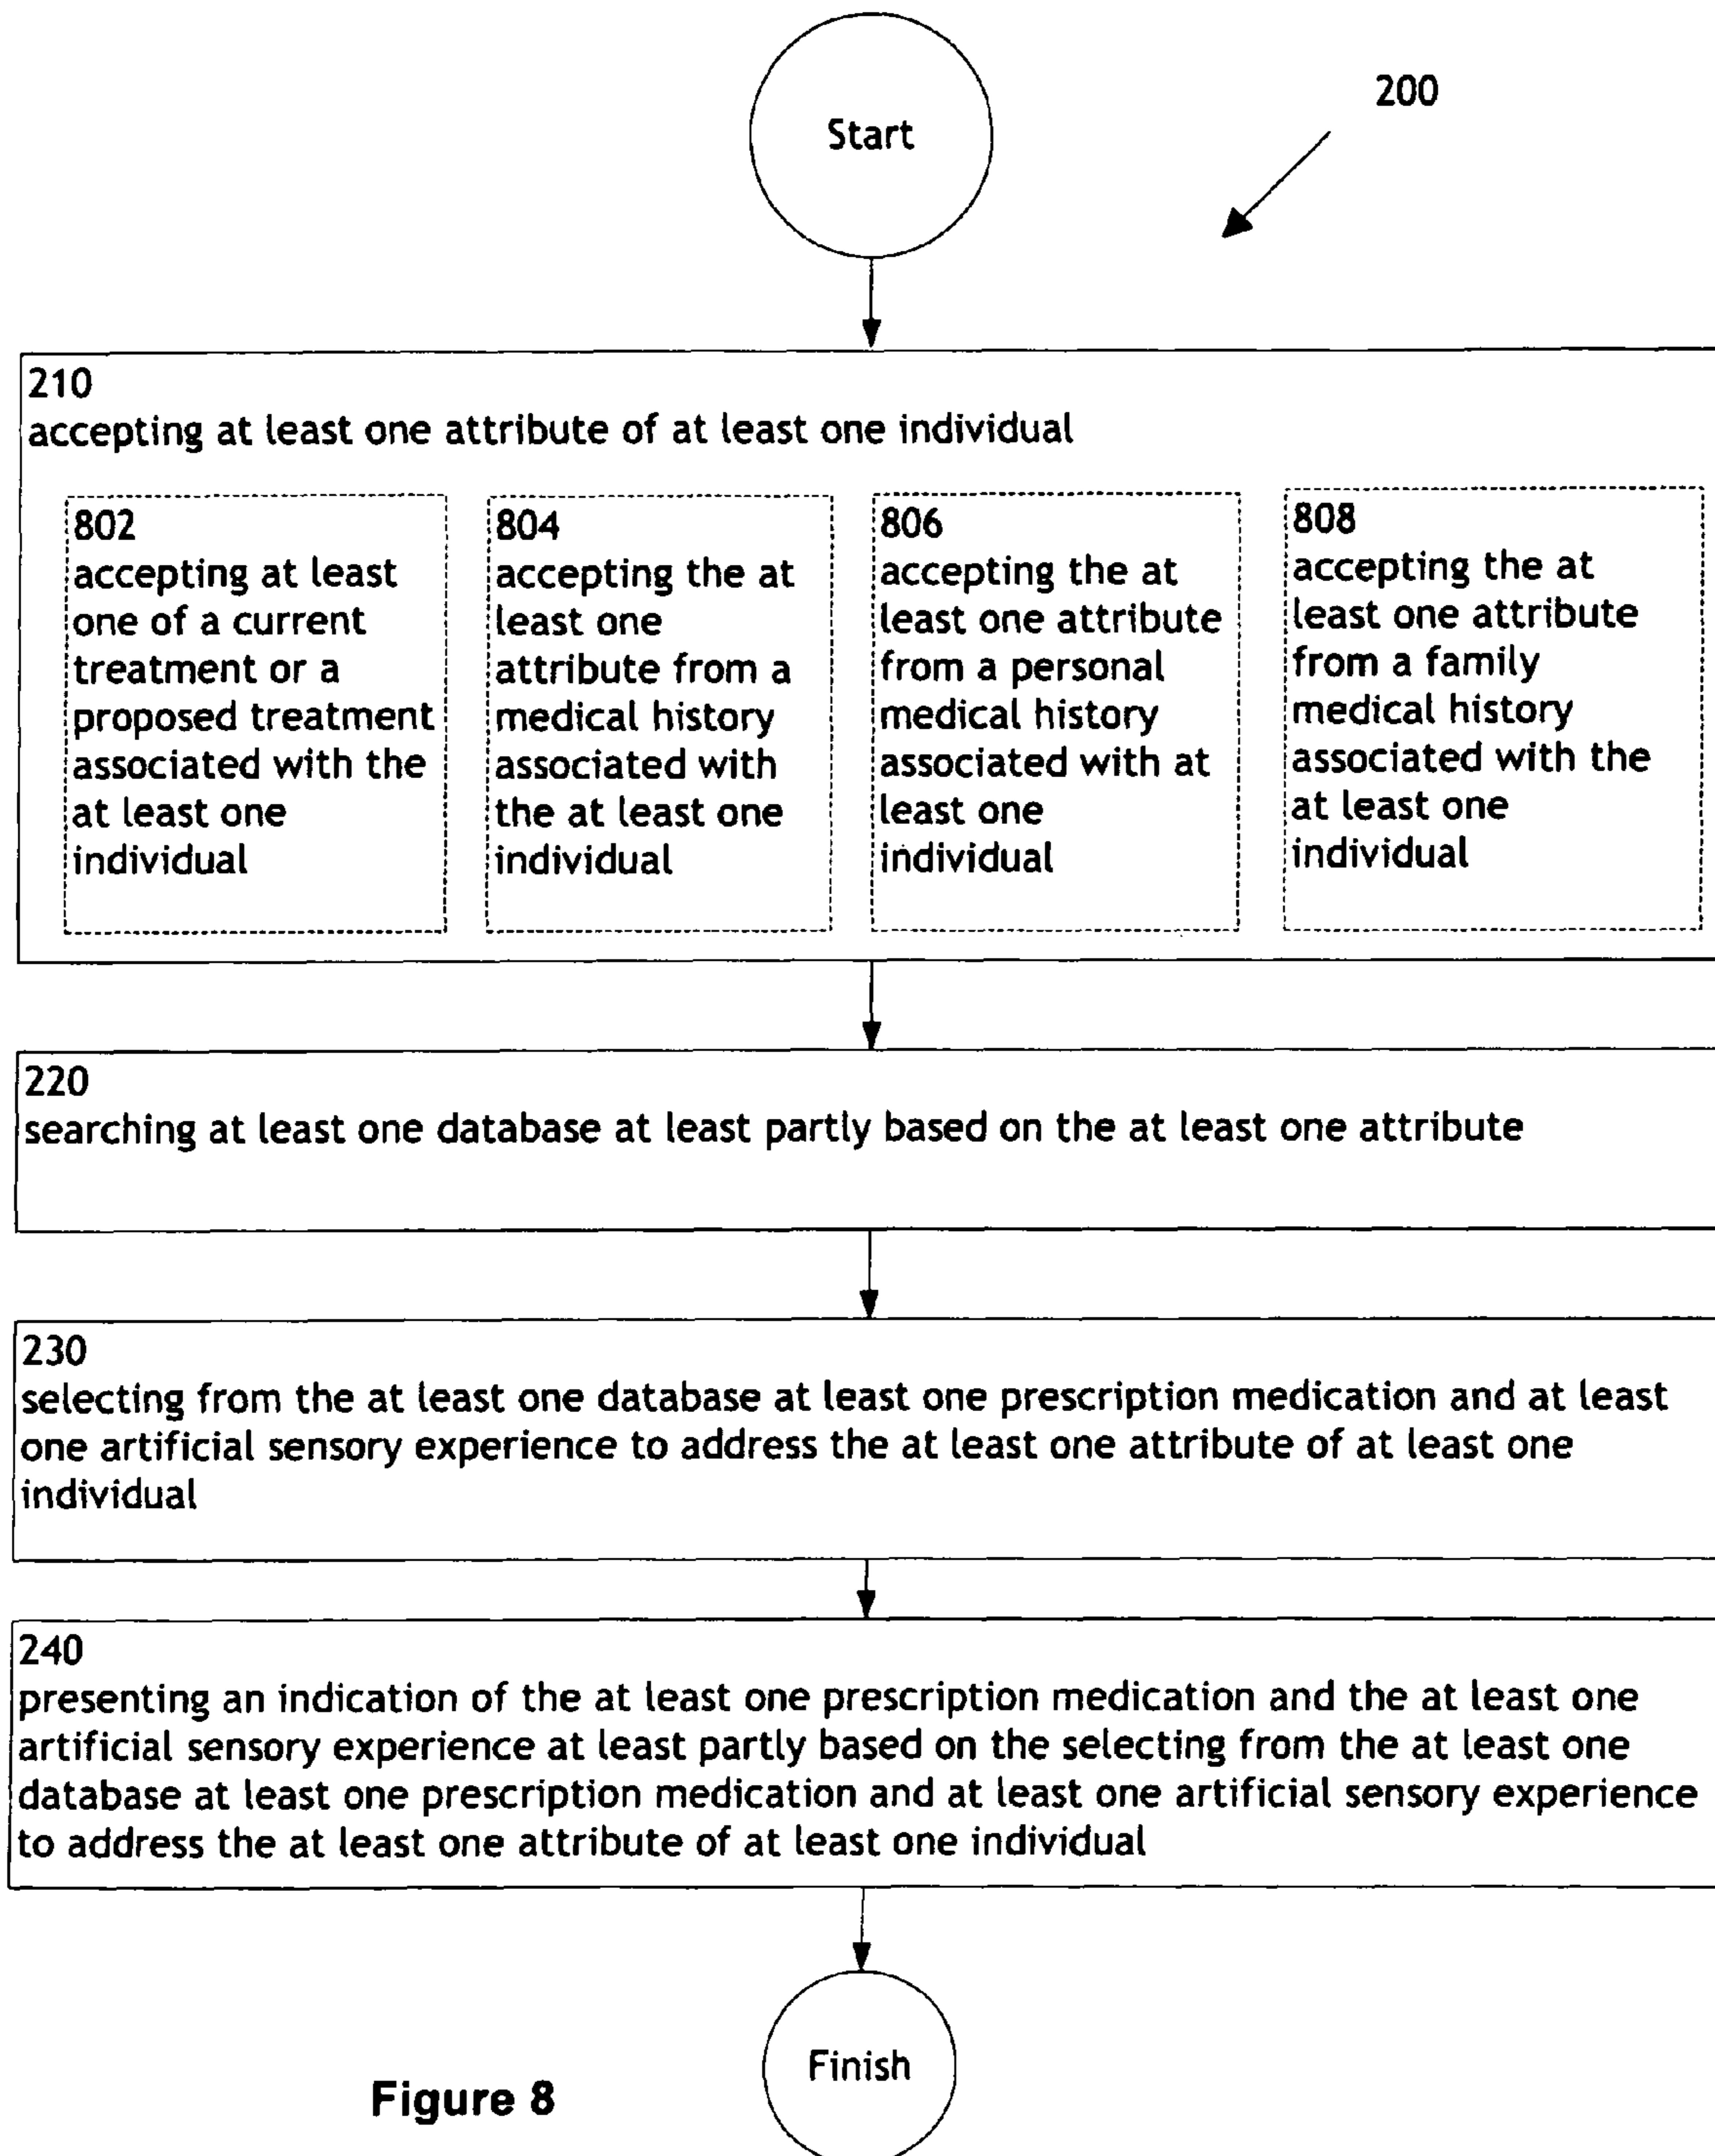 Start
200
210
accepting at least one attribute of at least one individual
802
accepting at least
one of a current
treatment or a
proposed treatment
associated with the
at least one
individual
804
accepting the at
least one
attribute from a
medical history
associated with
the at least one
individual
806
accepting the at
least one attribute
from a personal
medical history
associated with at
least one
individual
808
accepting the at
least one attribute
from a family
medical history
associated with the
at least one
individual
220
searching at least one database at least partly based on the at least one attribute
230
selecting from the at least one database at least one prescription medication and at least
one artificial sensory experience to address the at least one attribute of at least one
individual
240
presenting an indication of the at least one prescription medication and the at least one
artificial sensory experience at least partly based on the selecting from the at least one
database at least one prescription medication and at least one artificial sensory experience
to address the at least one attribute of at least one individual
Finish
Figure 8